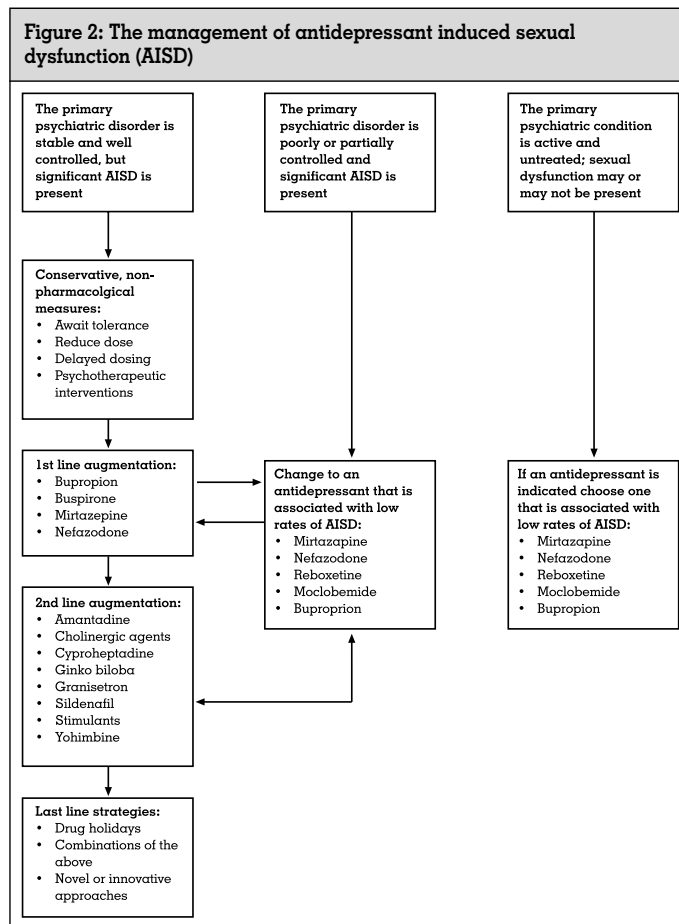 Figure 2: The management of antidepressant induced sexual
dysfunction (AISD)
The primary
psychiatric disorder is
stable and well
controlled, but
significant AISD is
present
The primary
psychiatric disorder is
poorly or partially
controlled and
significant AISD is
present
The primary
psychiatric condition
is active and
untreated; sexual
dysfunction may or
may not be present
Conservative, non-
pharmacolgical
measures:
• Await tolerance
• Reduce dose
• Delayed dosing
• Psychotherapeutic
interventions
1st line augmentation:
• Bupropion
• Buspirone
• Mirtazepine
• Nefazodone
Change to an
antidepressant that is
associated with low
rates of AISD:
• Mirtazapine
• Nefazodone
• Reboxetine
• Moclobemide
• Buproprion
If an antidepressant is
indicated choose one
that is associated with
low rates of AISD:
• Mirtazapine
• Nefazodone
• Reboxetine
• Moclobemide
• Bupropion
2nd line augmentation:
• Amantadine
• Cholinergic agents
• Cyproheptadine
• Ginko biloba
• Granisetron
• Sildenafil
• Stimulants
• Yohimbine
Last line strategies:
• Drug holidays
• Combinations of the
above
• Novel or innovative
approaches